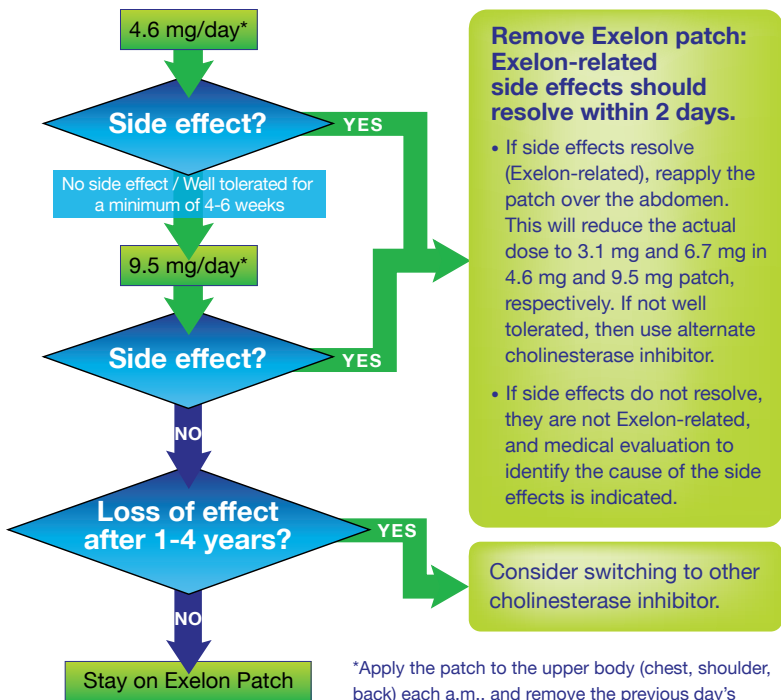 4.6 mg/day*
Side effect?
YES
No side effect / Well tolerated for
a minimum of 4-6 weeks
9.5 mg/day*
Side effect?
YES
NO
Loss of effect
after 1-4 years?
YES
NO
Stay on Exelon Patch
Remove Exelon patch:
Exelon-related
side effects should
resolve within 2 days.
• If side effects resolve
(Exelon-related), reapply the
patch over the abdomen.
This will reduce the actual
dose to 3.1 mg and 6.7 mg in
4.6 mg and 9.5 mg patch,
respectively. If not well
tolerated, then use alternate
cholinesterase inhibitor.
• If side effects do not resolve,
they are not Exelon-related,
and medical evaluation to
identify the cause of the side
effects is indicated.
Consider switching to other
cholinesterase inhibitor.
*Apply the patch to the upper body (chest, shoulder,
back) each a.m., and remove the previous day's